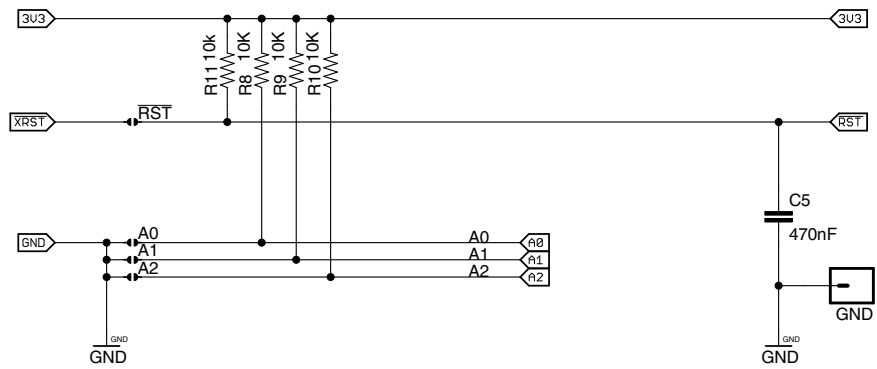 3V3
3V3
R11 10k
R8 10K
R9 10K
R10 10K
XRST
RST
RST
C5
470nF
GND
A0
A0
A0
A1
A1
A1
A2
A2
A2
GND
GND
GND
GND
GND